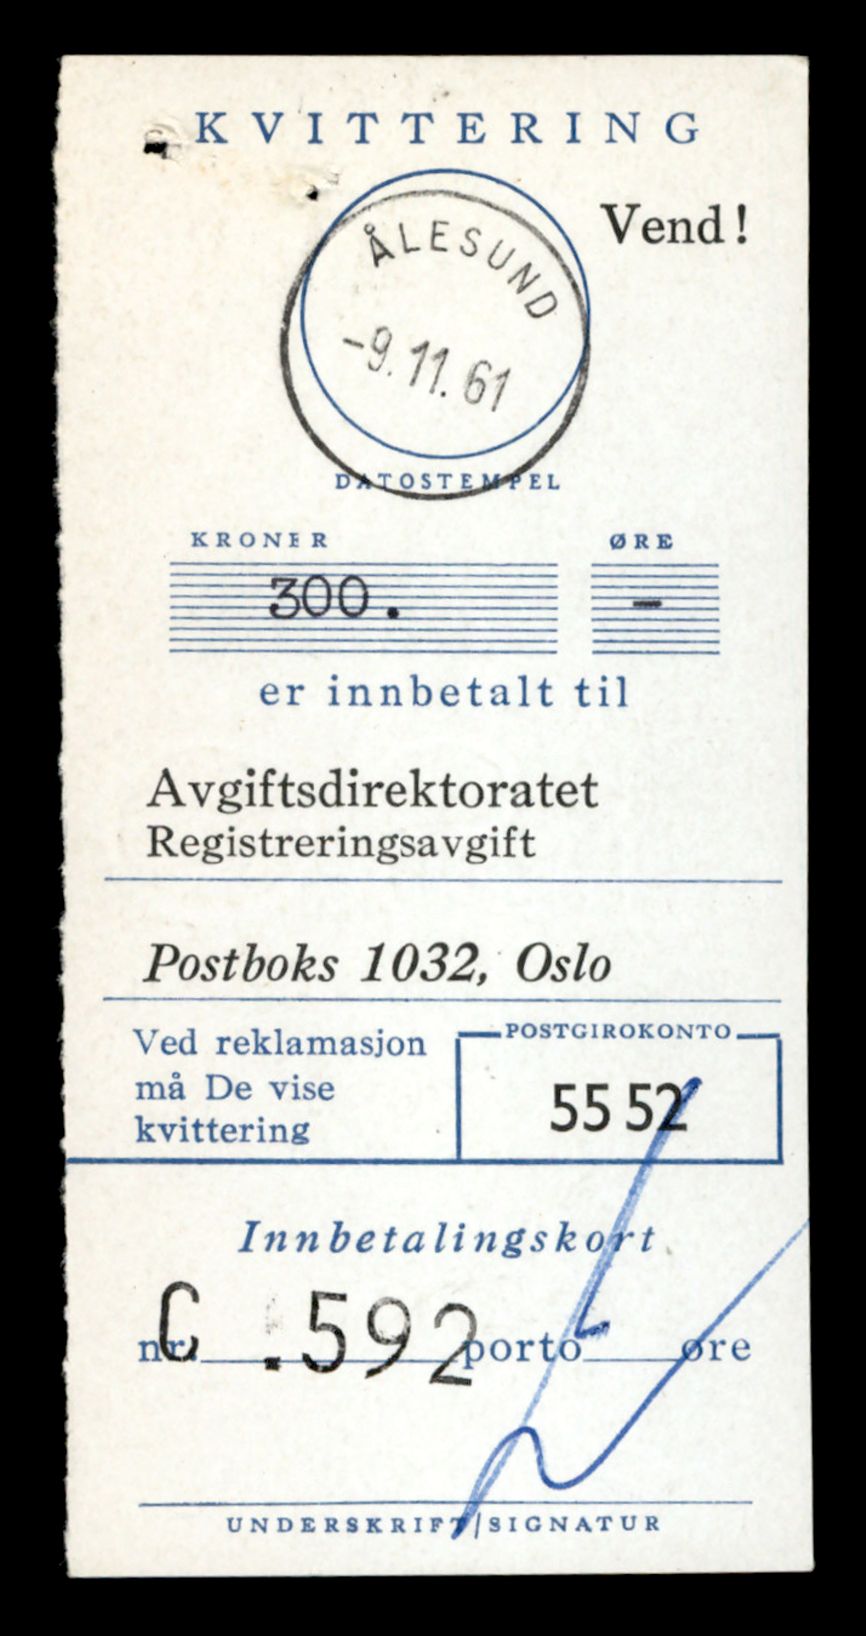 KVITTERING
Vend!
ÅLESUND
-9.11.61
DATOSTEMPEL
KRONER ØRE
300. -
er innbetalt til
Avgiftsdirektoratet
Registreringsavgift
Postboks 1032, Oslo
Ved reklamasjon
må De vise
kvittering
POSTGIROKONTO
55 52
Innbetalingskort
nr. C .592 porto øre
UNDERSKRIFT/SIGNATUR